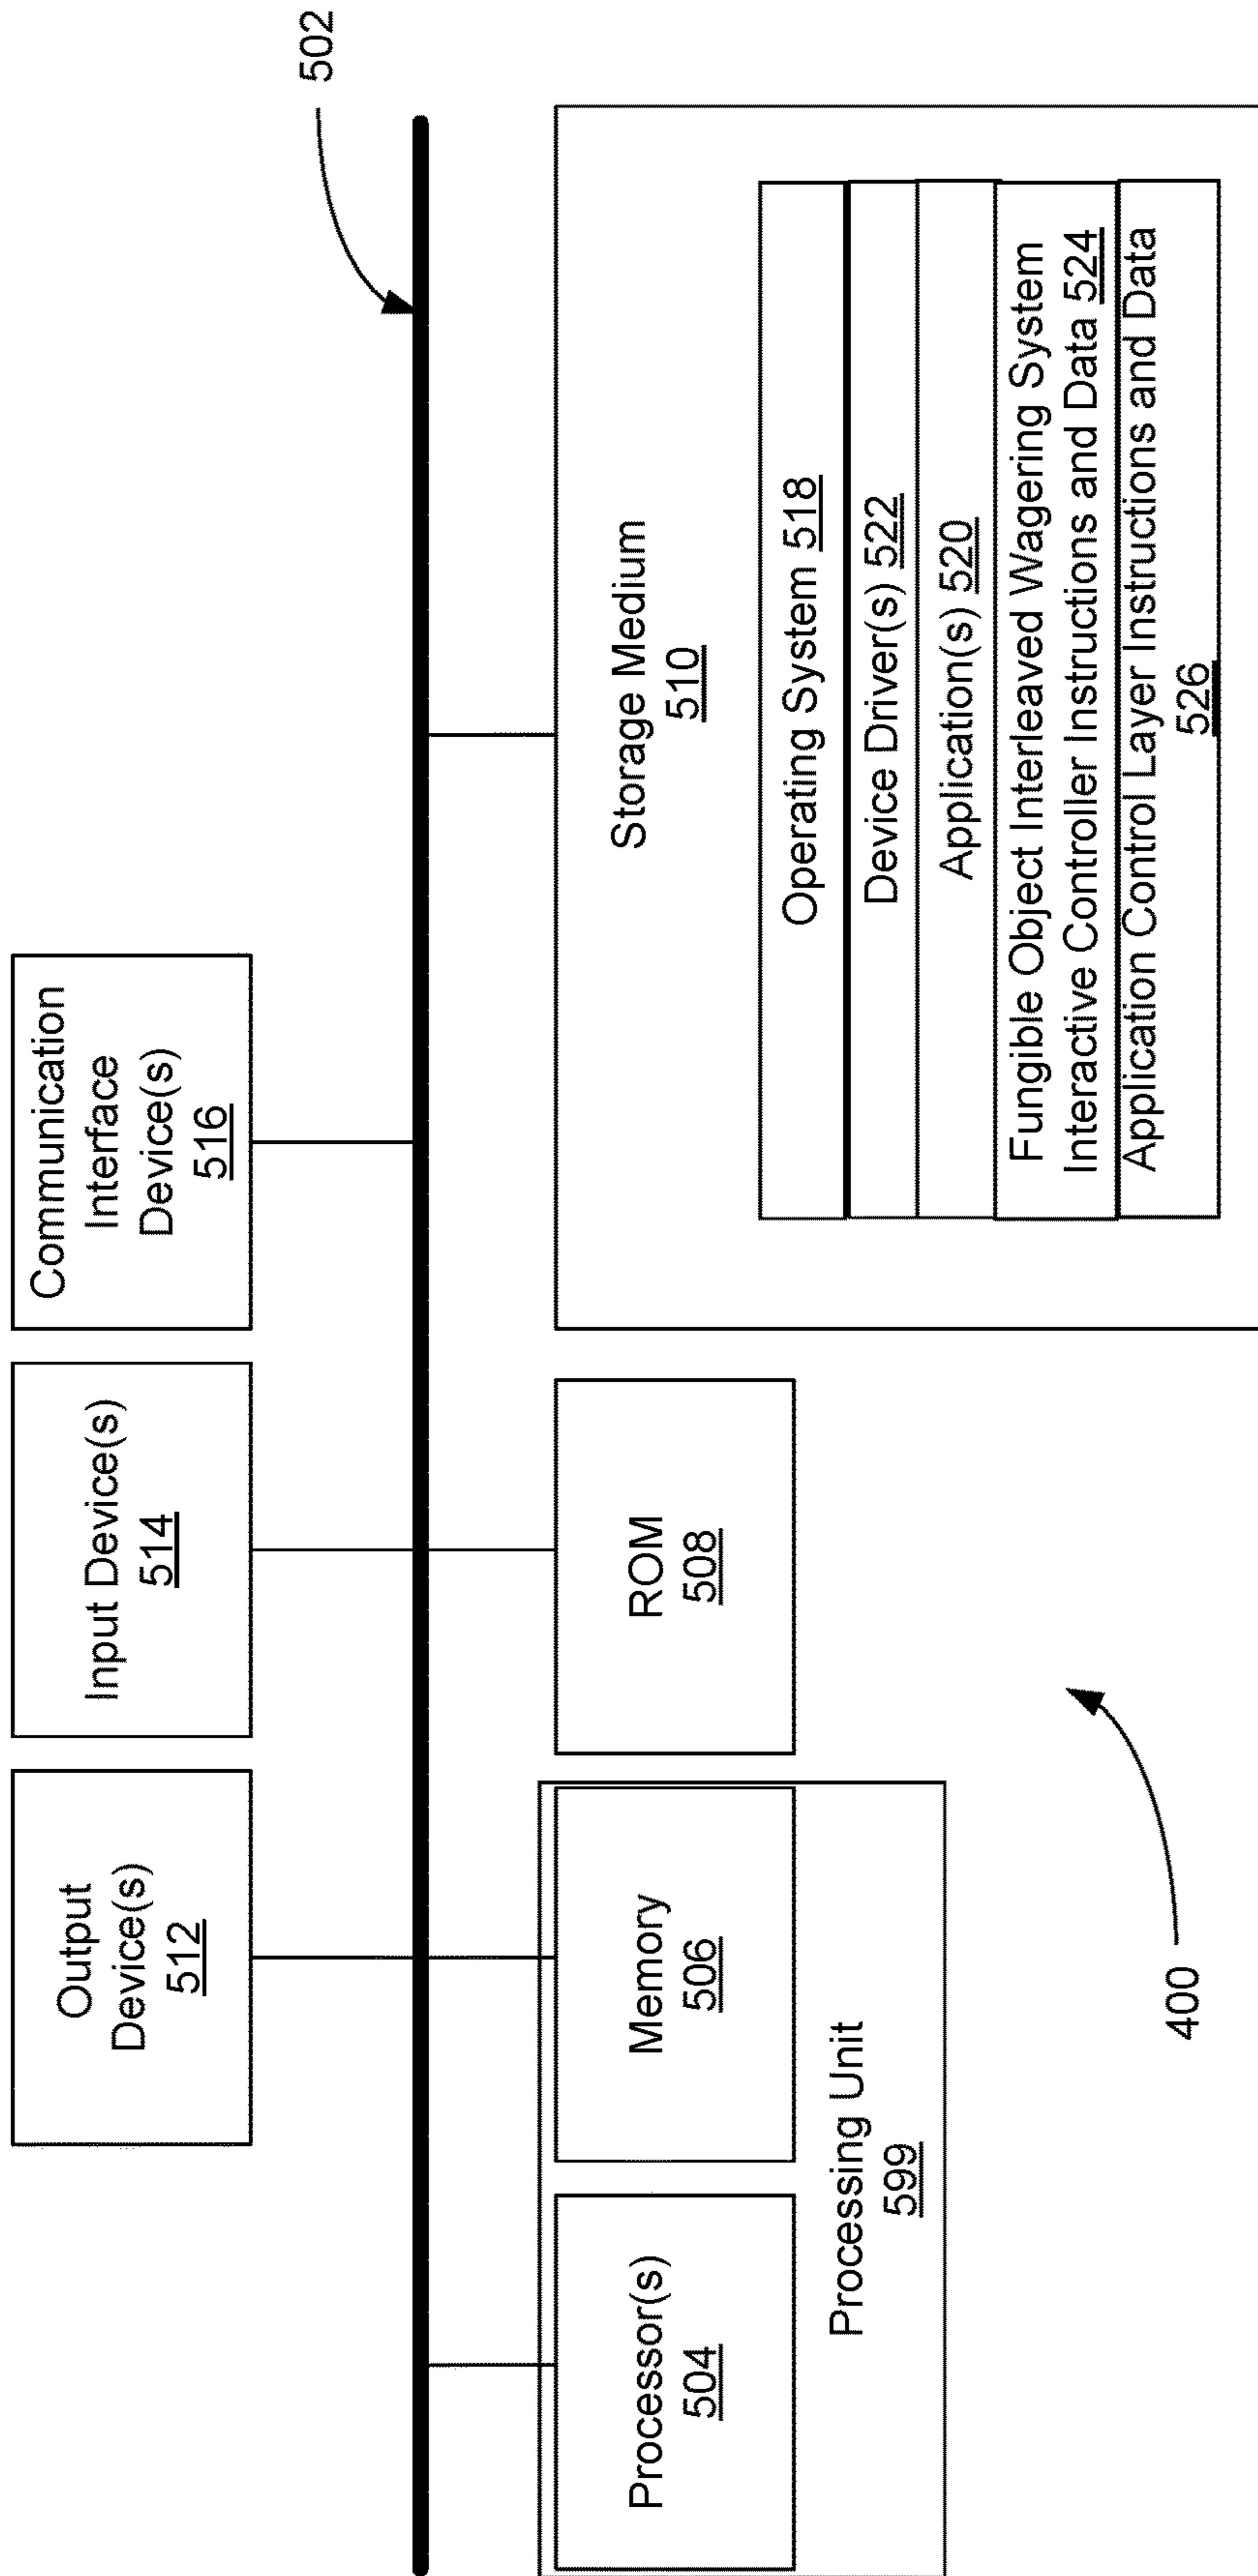 502
Output
Device(s)
512
Input Device(s)
514
Communication
Interface
Device(s)
516
Processor(s)
504
Memory
506
Processing Unit
599
ROM
508
Storage Medium
510
Operating System 518
Device Driver(s) 522
Application(s) 520
Fungible Object Interleaved Wagering System
Interactive Controller Instructions and Data 524
Application Control Layer Instructions and Data
526
400